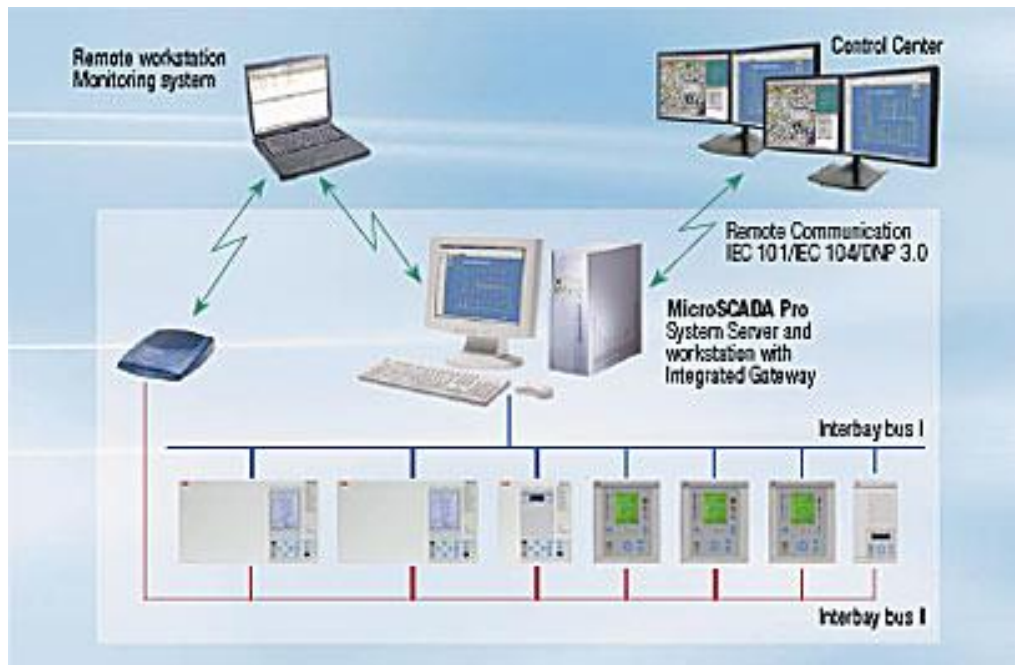 Remote workstation
Monitoring system
Control Center
Remote Communication
IEC 101/IEC 104/DNP 3.0
MicroSCADA Pro
System Server and
workstation with
Integrated Gateway
Interbay bus I
Interbay bus II